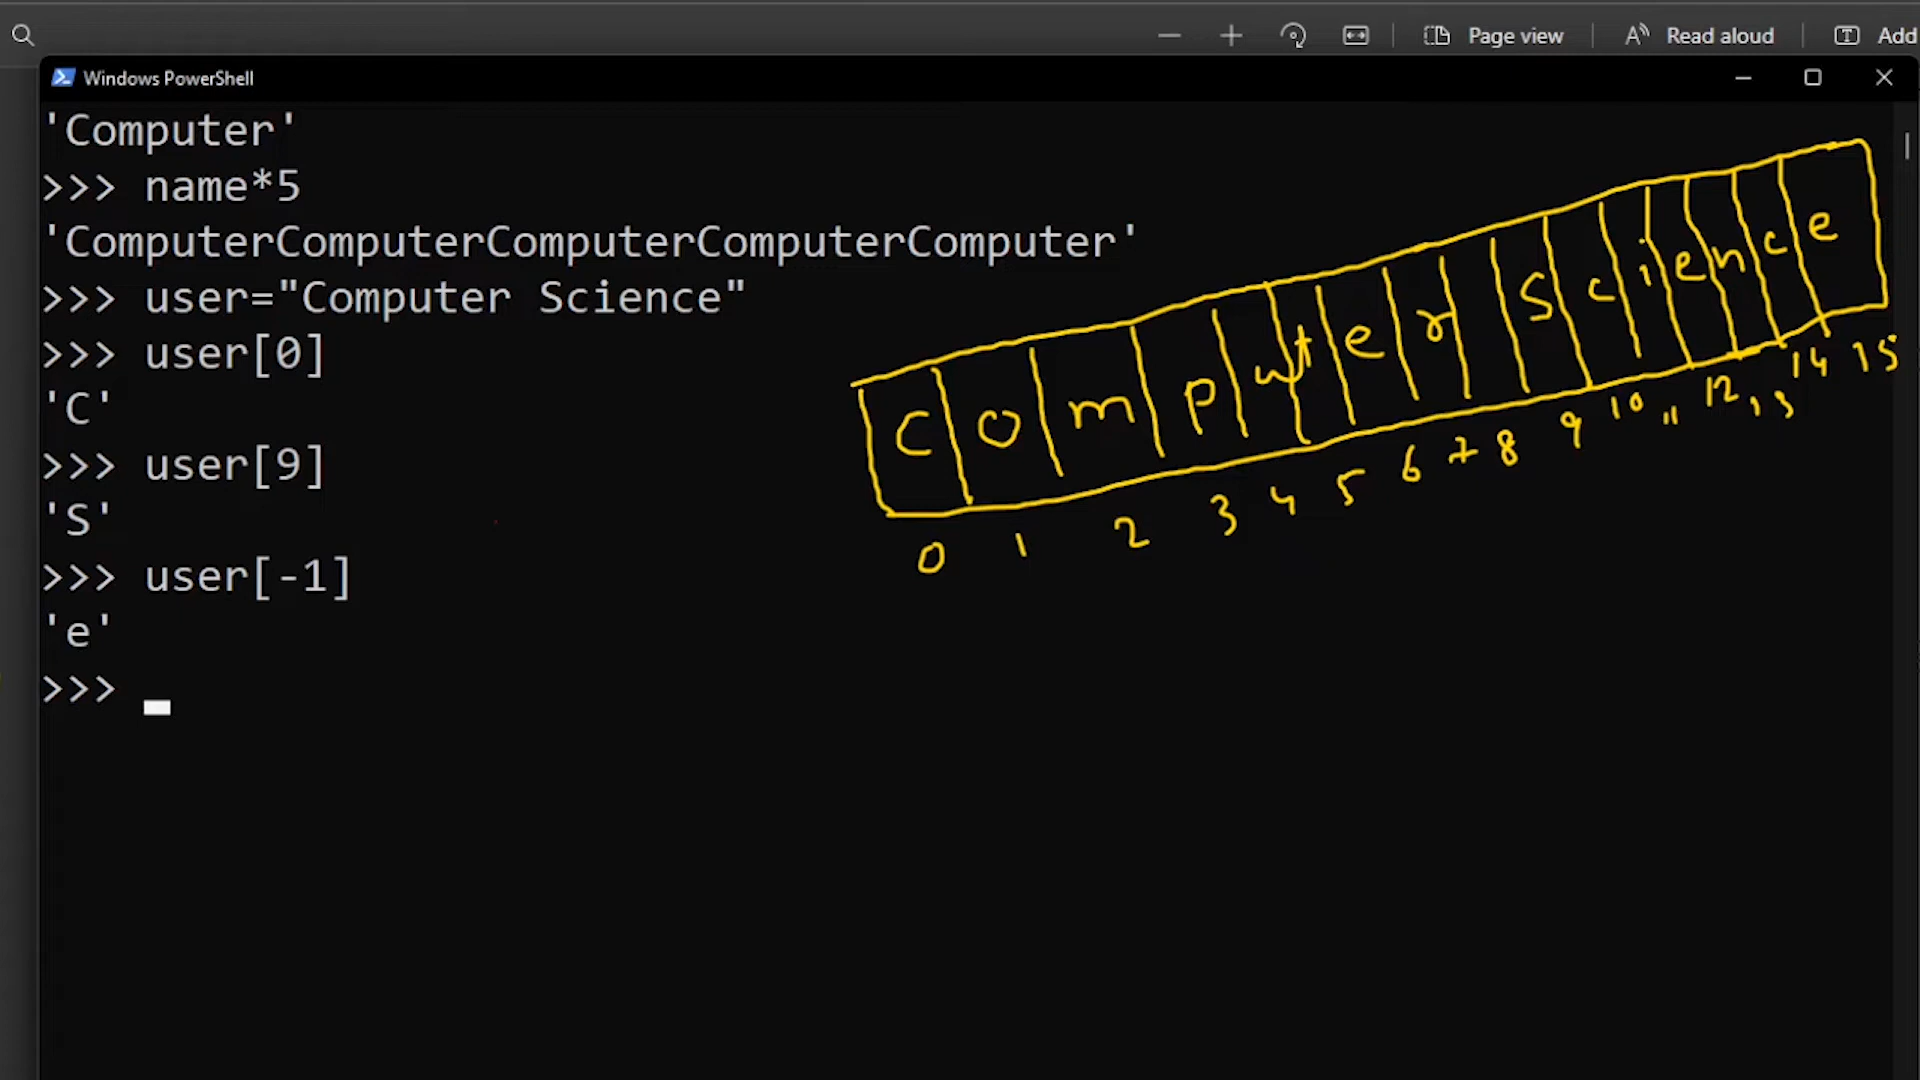 Page view Read aloud Add
Windows PowerShell
'Computer'
>>> name*5
'ComputerComputerComputerComputerComputer'
>>> user="Computer Science"
>>> user[0]
'C'
>>> user[9]
'S'
>>> user[-1]
'e'
>>>
C o m p u t e r S c i e n c e
0 1 2 3 4 5 6 7 8 9 10 11 12 13 14 15